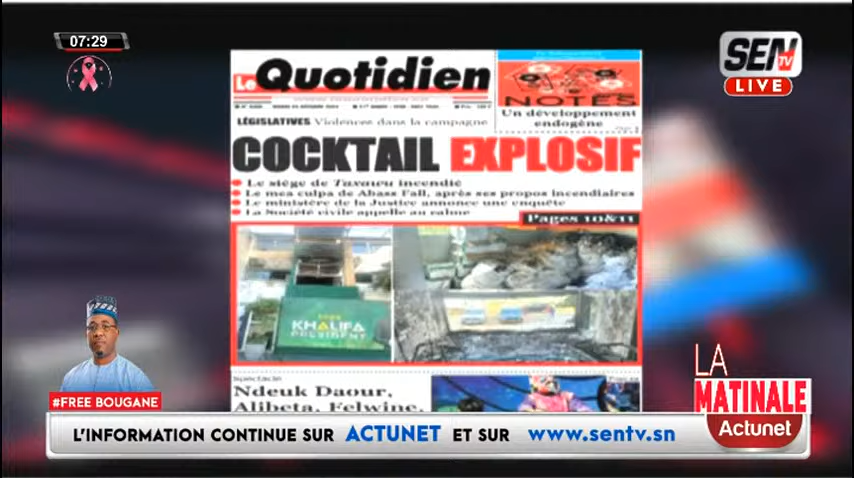 07:29
SEN TV
LIVE
Le Quotidien
NOTES
Un développement
endogène
LÉGISLATIVES Violences dans la campagne
COCKTAIL EXPLOSIF
Le siège de Taxawu incendié
Le mea culpa de Abass Fall, après ses propos incendiaires
Le ministère de la Justice annonce une enquête
La Société civile appelle au calme
Pages 10&11
KHALIFA
PRESIDENT
Ndeuk Daour,
Alibeta, Felwine,
#FREE BOUGANE
LA
MATINALE
Actunet
L'INFORMATION CONTINUE SUR ACTUNET ET SUR www.sentv.sn